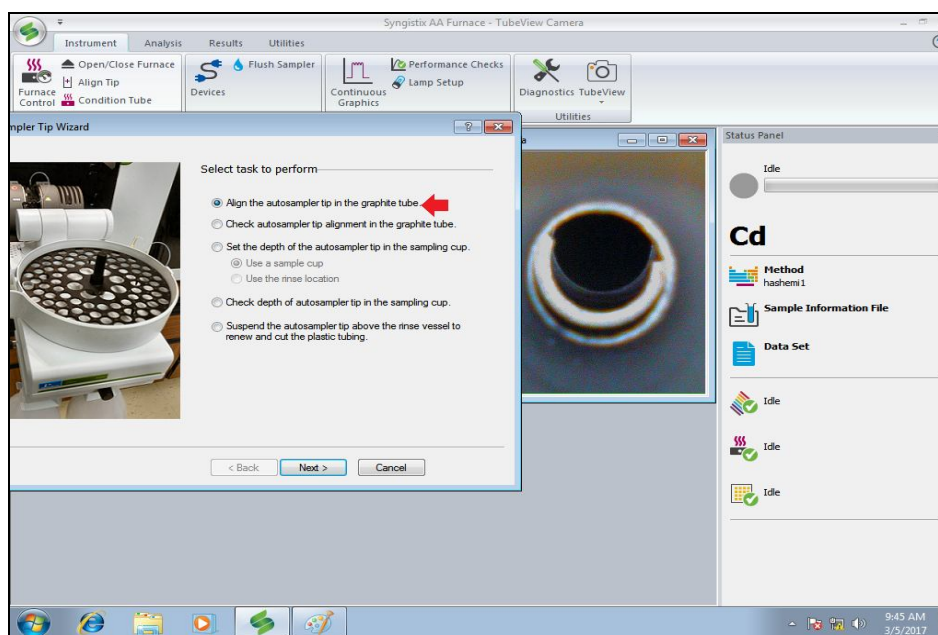 Syngistix AA Furnace - TubeView Camera
Instrument Analysis Results Utilities
Furnace Control
Open/Close Furnace
Align Tip
Condition Tube
Devices
Flush Sampler
Continuous Graphics
Performance Checks
Lamp Setup
Diagnostics
TubeView
Utilities
mpler Tip Wizard
Select task to perform
Align the autosampler tip in the graphite tube.
Check autosampler tip alignment in the graphite tube.
Set the depth of the autosampler tip in the sampling cup.
Use a sample cup
Use the rinse location
Check depth of autosampler tip in the sampling cup.
Suspend the autosampler tip above the rinse vessel to
renew and cut the plastic tubing.
< Back Next > Cancel
a
Status Panel
Idle
Cd
Method
hashemi1
Sample Information File
Data Set
Idle
Idle
Idle
9:45 AM
3/5/2017